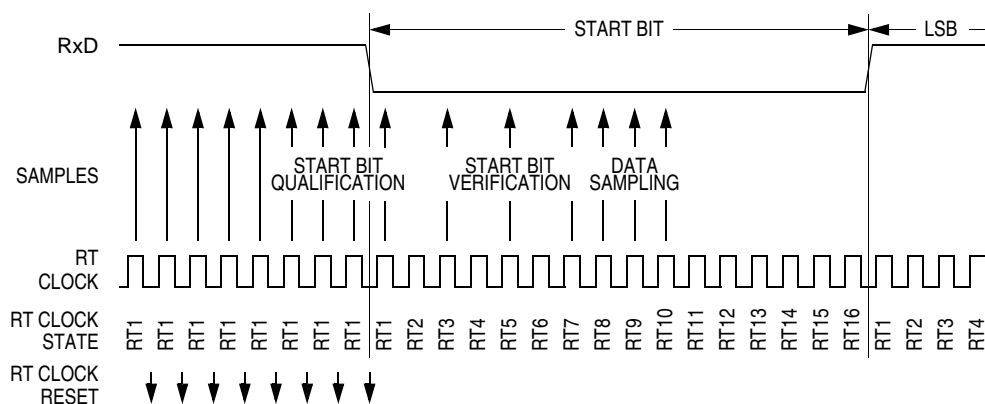 START BIT
LSB
RxD
SAMPLES
START BIT
QUALIFICATION
START BIT
VERIFICATION
DATA
SAMPLING
RT
CLOCK
RT CLOCK
STATE
RT1 RT1 RT1 RT1 RT1 RT1 RT1 RT1 RT1 RT2 RT3 RT4 RT5 RT6 RT7 RT8 RT9 RT10 RT11 RT12 RT13 RT14 RT15 RT16 RT1 RT2 RT3 RT4
RT CLOCK
RESET